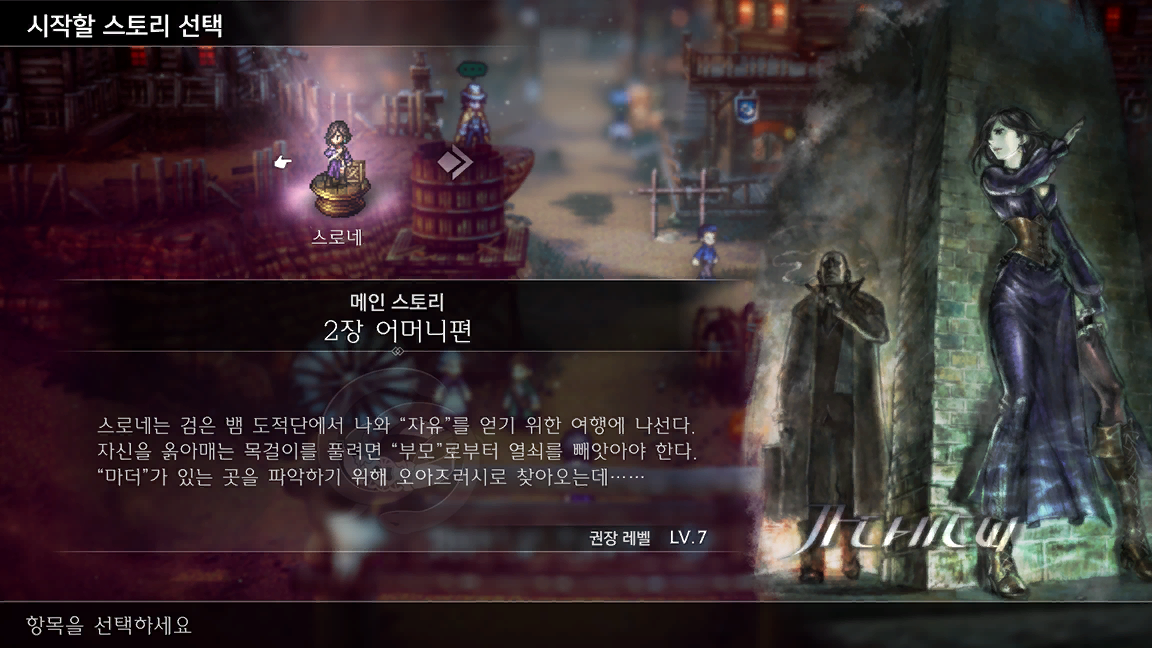 시작할 스토리 선택
스로네
메인 스토리
2장 어머니편
스로네는 검은 뱀 도적단에서 나와 “자유”를 얻기 위한 여행에 나선다.
자신을 옭아매는 목걸이를 풀려면 “부모”로부터 열쇠를 빼앗아야 한다.
“마더”가 있는 곳을 파악하기 위해 오아즈러시로 찾아오는데……
권장 레벨 LV.7
항목을 선택하세요